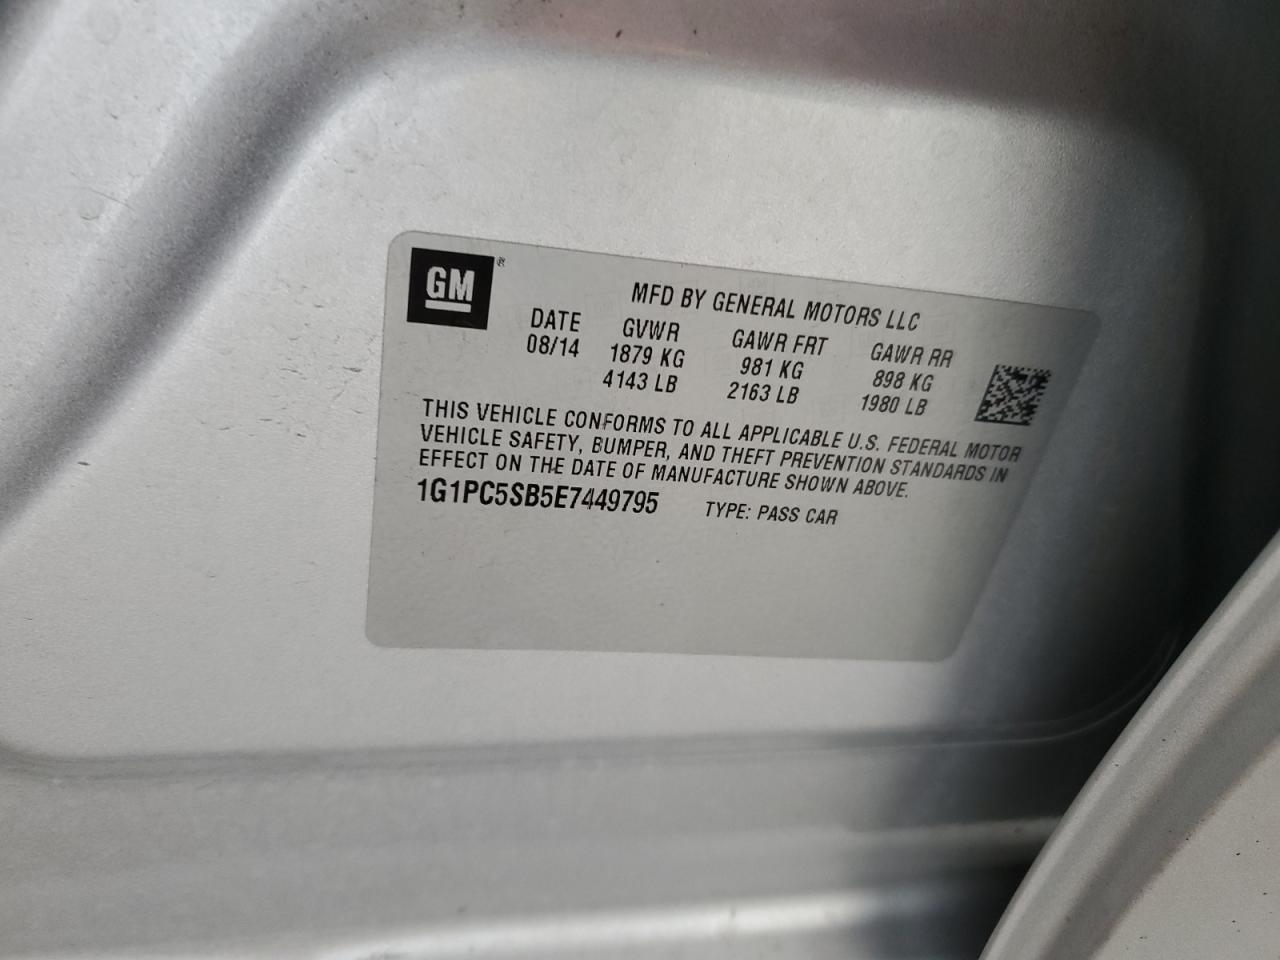 GM ®
MFD BY GENERAL MOTORS LLC
DATE GVWR GAWR FRT GAWR RR
08/14 1879 KG 981 KG 898 KG
4143 LB 2163 LB 1980 LB
THIS VEHICLE CONFORMS TO ALL APPLICABLE U.S. FEDERAL MOTOR
VEHICLE SAFETY, BUMPER, AND THEFT PREVENTION STANDARDS IN
EFFECT ON THE DATE OF MANUFACTURE SHOWN ABOVE.
1G1PC5SB5E7449795 TYPE: PASS CAR